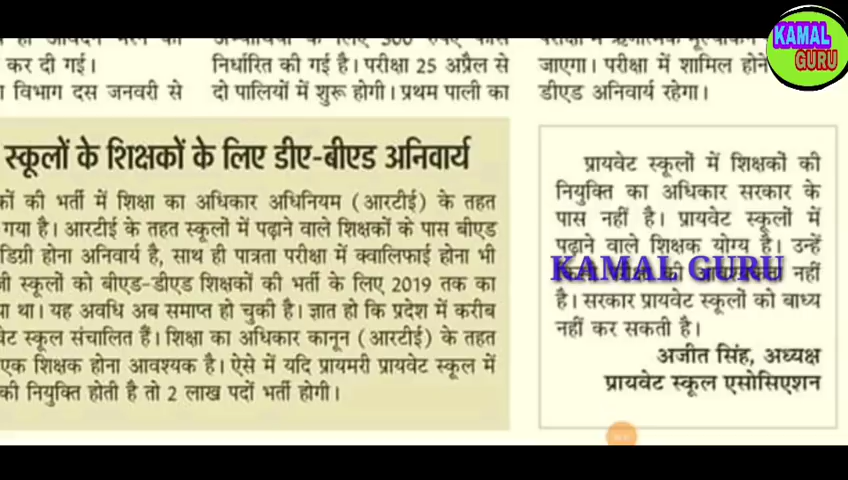 कर दी गई।
विभाग दस जनवरी से
निर्धारित की गई है। परीक्षा 25 अप्रैल से
दो पालियों में शुरू होगी। प्रथम पाली का
जाएगा। परीक्षा में शामिल होने
डीएड अनिवार्य रहेगा।
KAMAL
GURU
स्कूलों के शिक्षकों के लिए डीए-बीएड अनिवार्य
की भर्ती में शिक्षा का अधिकार अधिनियम (आरटीई) के तहत
गया है। आरटीई के तहत स्कूलों में पढ़ाने वाले शिक्षकों के पास बीएड
डिग्री होना अनिवार्य है, साथ ही पात्रता परीक्षा में क्वालिफाई होना भी
स्कूलों को बीएड-डीएड शिक्षकों की भर्ती के लिए 2019 तक का
था। यह अवधि अब समाप्त हो चुकी है। ज्ञात हो कि प्रदेश में करीब
स्कूल संचालित हैं। शिक्षा का अधिकार कानून (आरटीई) के तहत
एक शिक्षक होना आवश्यक है। ऐसे में यदि प्रायमरी प्रायवेट स्कूल में
की नियुक्ति होती है तो 2 लाख पदों भर्ती होगी।
प्रायवेट स्कूलों में शिक्षकों की
नियुक्ति का अधिकार सरकार के
पास नहीं है। प्रायवेट स्कूलों में
पढ़ाने वाले शिक्षक योग्य है। उन्हें
KAMAL GURU
की नहीं
है। सरकार प्रायवेट स्कूलों को बाध्य
नहीं कर सकती है।
अजीत सिंह, अध्यक्ष
प्रायवेट स्कूल एसोसिएशन